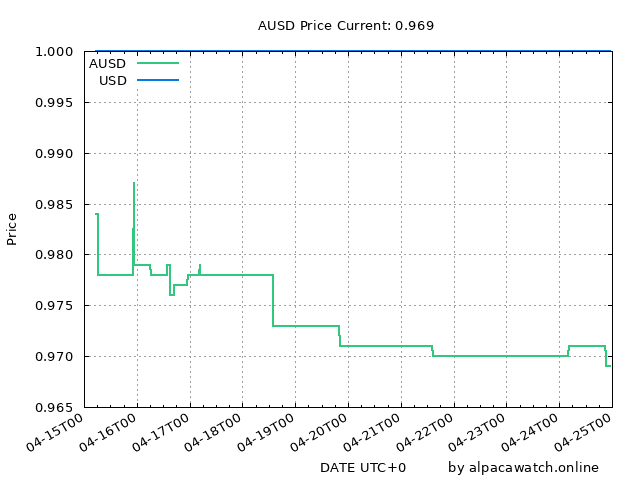 AUSD Price Current: 0.969
1.000
0.995
0.990
0.985
0.980
0.975
0.970
0.965
Price
AUSD
USD
04-15T00
04-16T00
04-17T00
04-18T00
04-19T00
04-20T00
04-21T00
04-22T00
04-23T00
04-24T00
04-25T00
DATE UTC+0 by alpacawatch.online